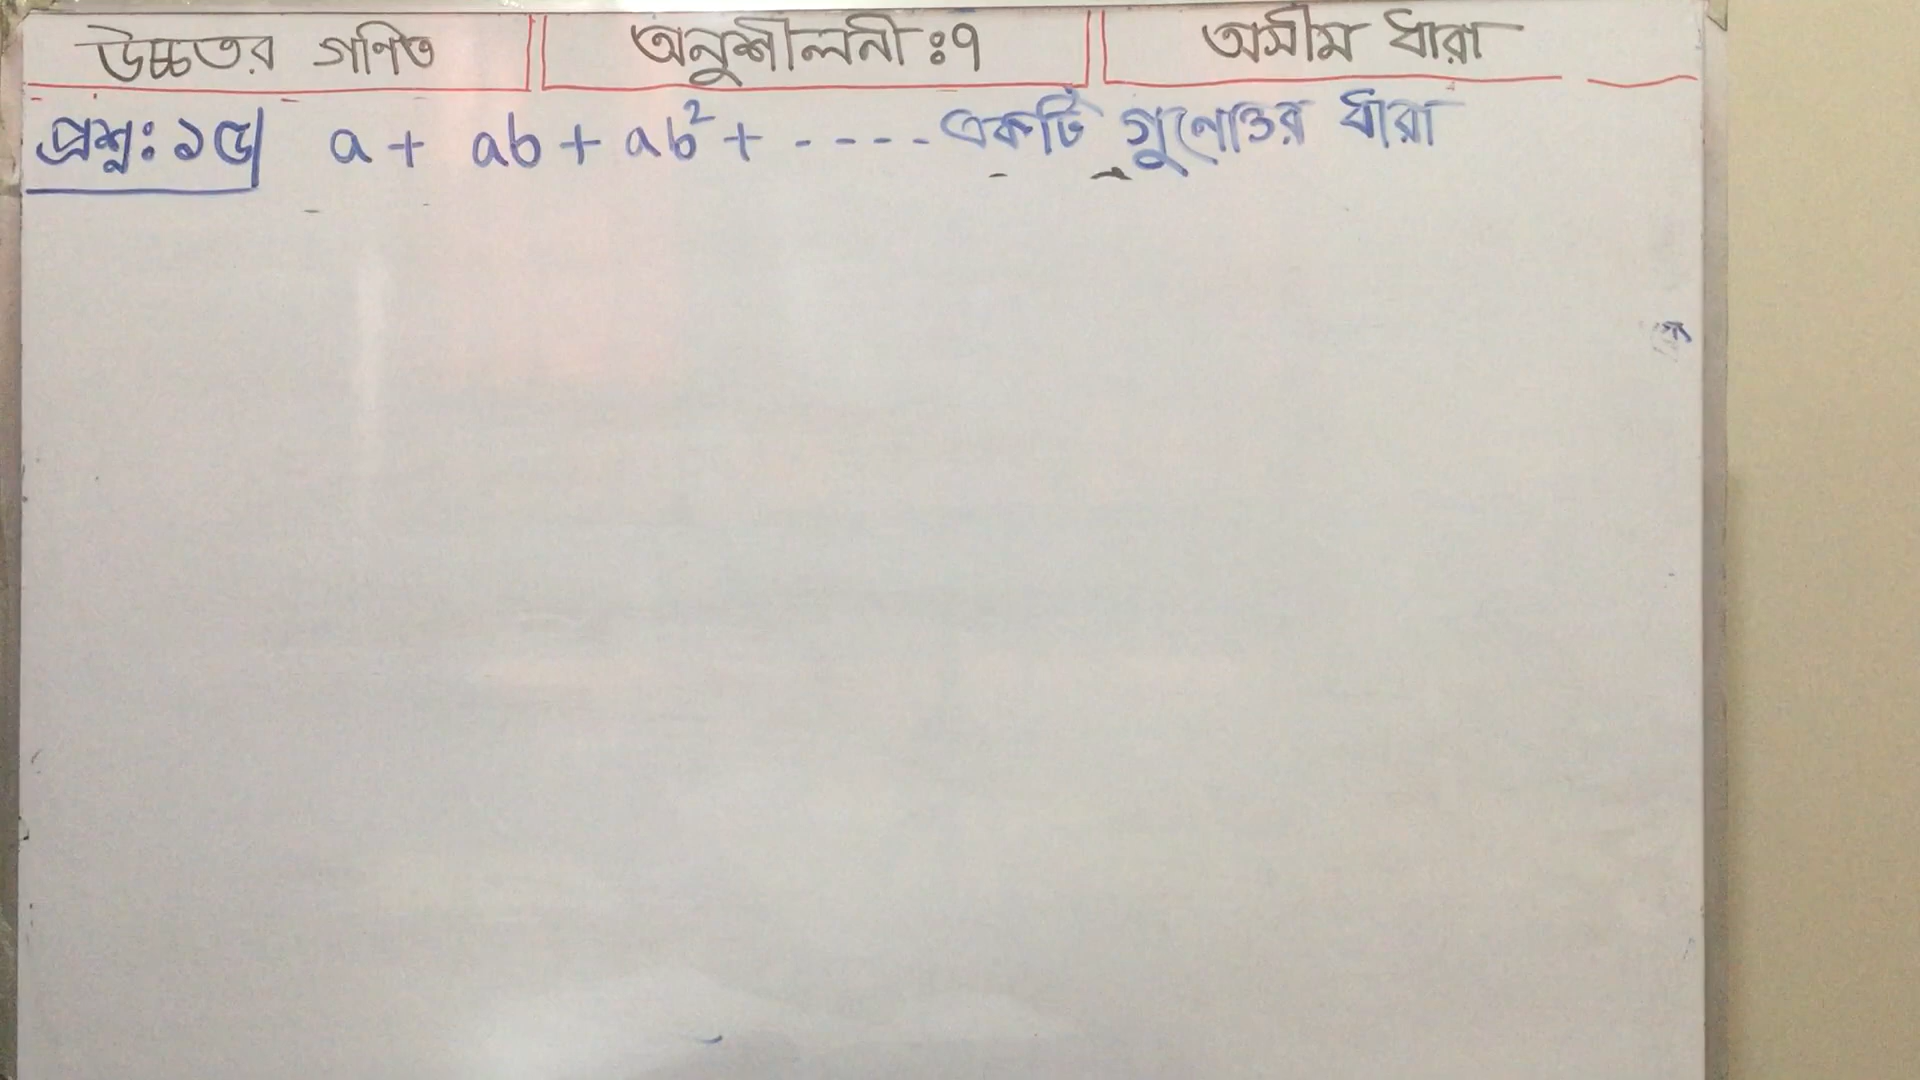 উচ্চতর গণিত অনুশীলনী ঃ ৭ অসীম ধারা
প্রশ্ন: ১৫| a + ab + ab² + ----- একটি গুনোত্তর ধারা